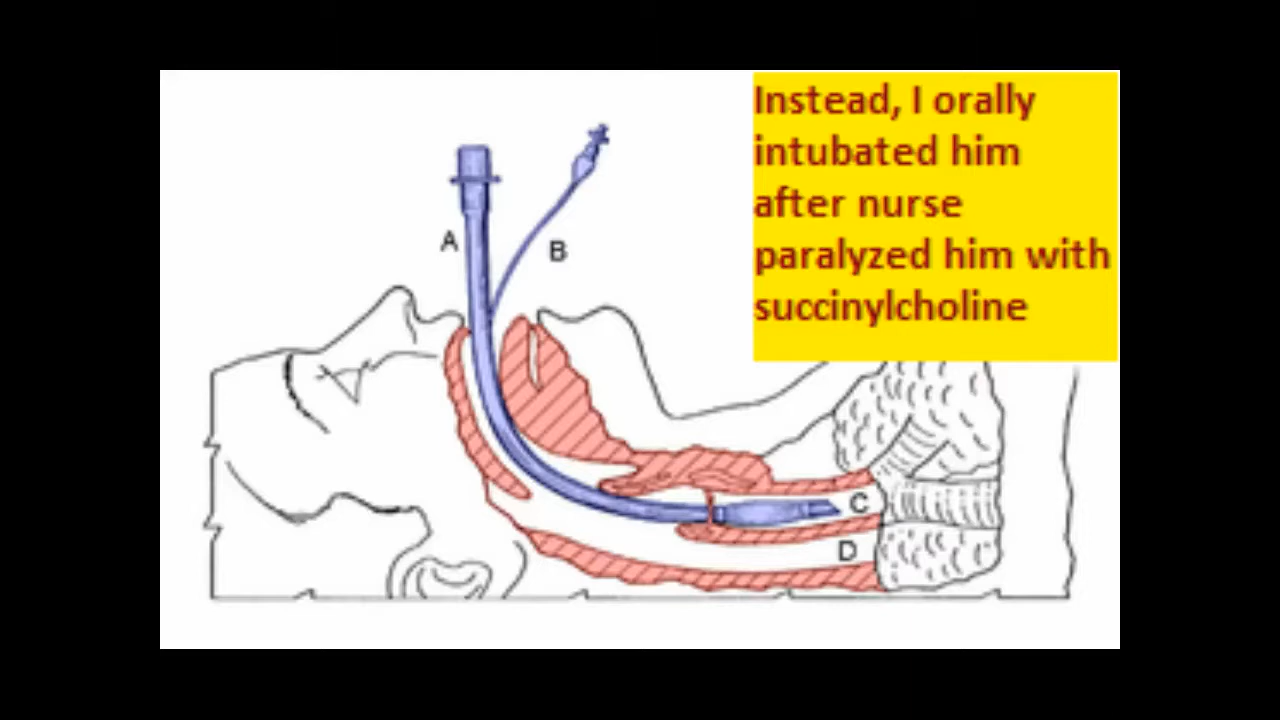 Instead, I orally
intubated him
after nurse
paralyzed him with
succinylcholine
A
B
C
D